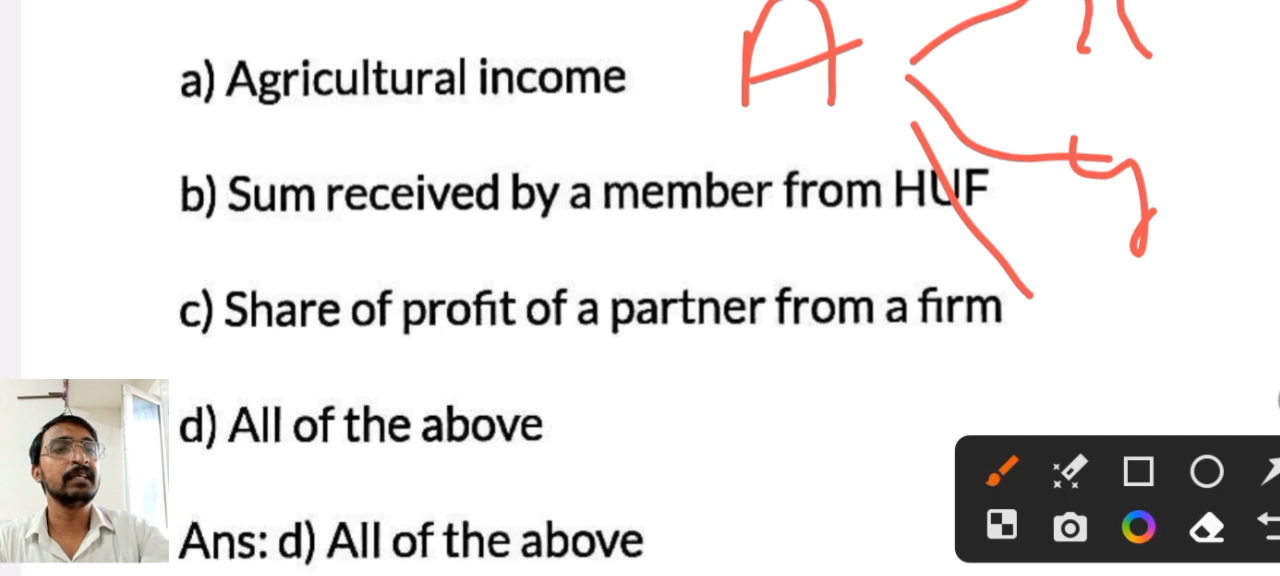 a) Agricultural income
A
b) Sum received by a member from HUF
c) Share of profit of a partner from a firm
d) All of the above
Ans: d) All of the above